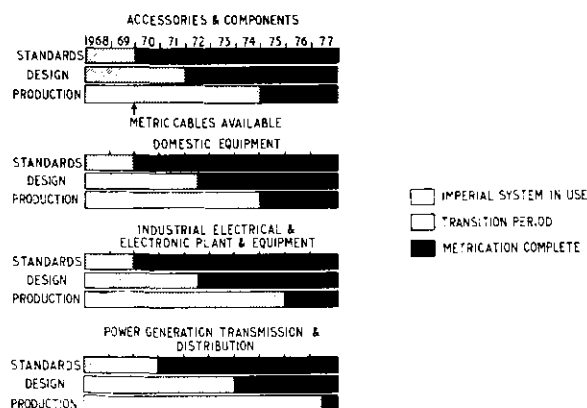 ACCESSORIES & COMPONENTS
1968 69 70 71 72 73 74 75 76 77
STANDARDS
DESIGN
PRODUCTION
METRIC CABLES AVAILABLE
DOMESTIC EQUIPMENT
STANDARDS
DESIGN
PRODUCTION
IMPERIAL SYSTEM IN USE
TRANSITION PERIOD
METRICATION COMPLETE
INDUSTRIAL ELECTRICAL &
ELECTRONIC PLANT & EQUIPMENT
STANDARDS
DESIGN
PRODUCTION
POWER GENERATION TRANSMISSION &
DISTRIBUTION
STANDARDS
DESIGN
PRODUCTION